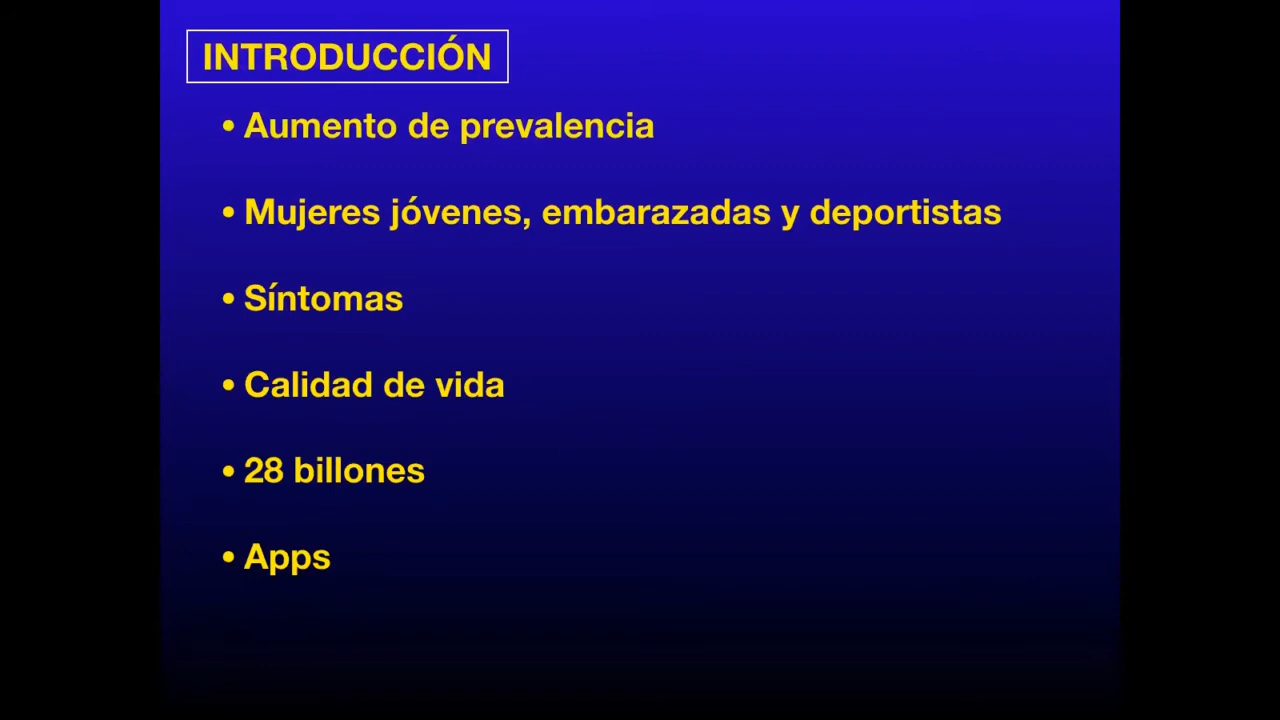 INTRODUCCIÓN
• Aumento de prevalencia
• Mujeres jóvenes, embarazadas y deportistas
• Síntomas
• Calidad de vida
• 28 billones
• Apps